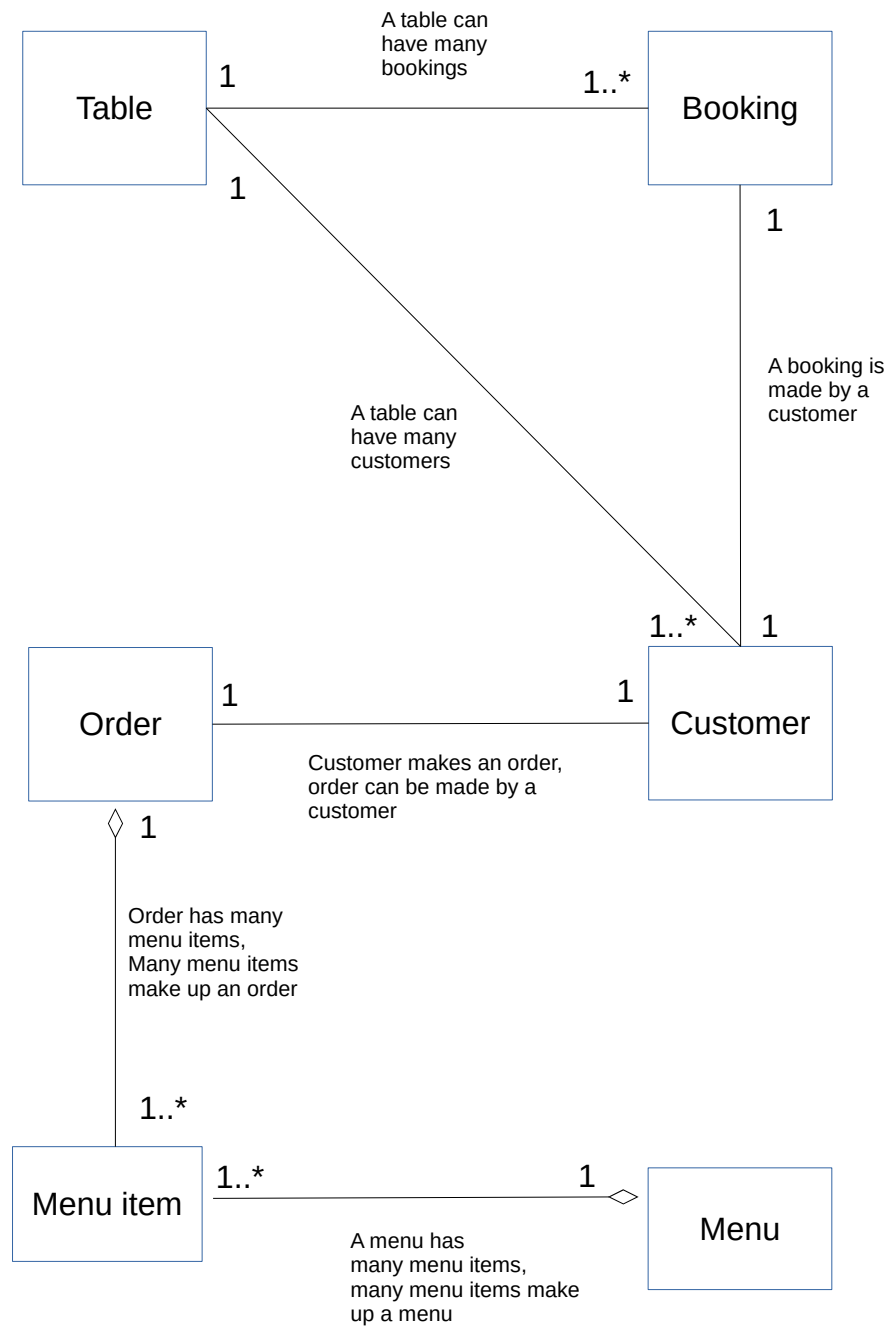 A table can
have many
bookings
1
1..*
Table
Booking
1
1
A booking is
made by a
customer
A table can
have many
customers
1..*
1
1
1
Order
Customer
Customer makes an order,
order can be made by a
customer
1
Order has many
menu items,
Many menu items
make up an order
1..*
1..*
1
Menu item
Menu
A menu has
many menu items,
many menu items make
up a menu